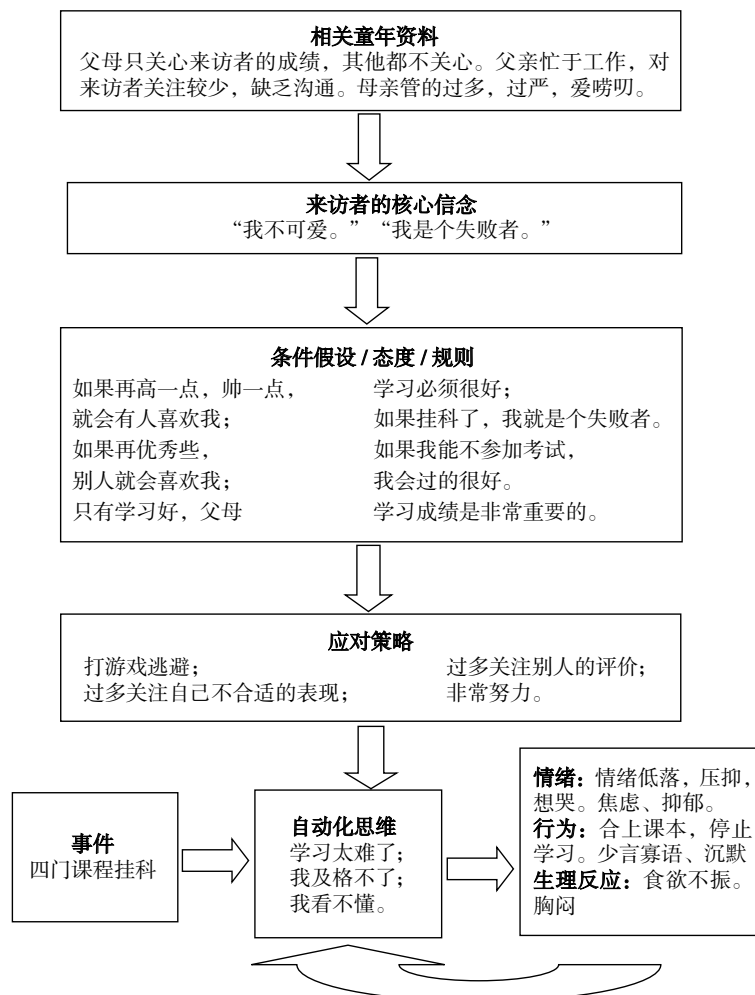 相关童年资料
父母只关心来访者的成绩，其他都不关心。父亲忙于工作，对
来访者关注较少，缺乏沟通。母亲管的过多，过严，爱唠叨。
来访者的核心信念
“我不可爱。”“我是个失败者。”
条件假设 / 态度 / 规则
如果再高一点，帅一点，
就会有人喜欢我；
如果再优秀些，
别人就会喜欢我；
只有学习好，父母
学习必须很好；
如果挂科了，我就是个失败者。
如果我能不参加考试，
我会过的很好。
学习成绩是非常重要的。
应对策略
打游戏逃避；
过多关注自己不合适的表现；
过多关注别人的评价；
非常努力。
事件
四门课程挂科
自动化思维
学习太难了；
我及格不了；
我看不懂。
情绪：情绪低落，压抑，
想哭。焦虑、抑郁。
行为：合上课本，停止
学习。少言寡语、沉默
生理反应：食欲不振。
胸闷